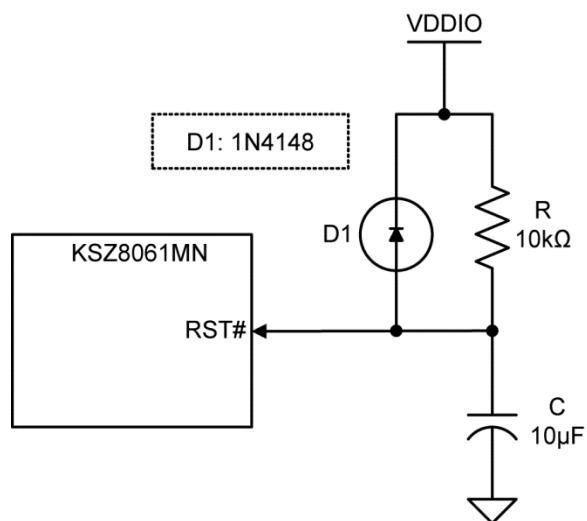 VDDIO
D1: 1N4148
D1
R
10kΩ
KSZ8061MN
RST#
C
10µF